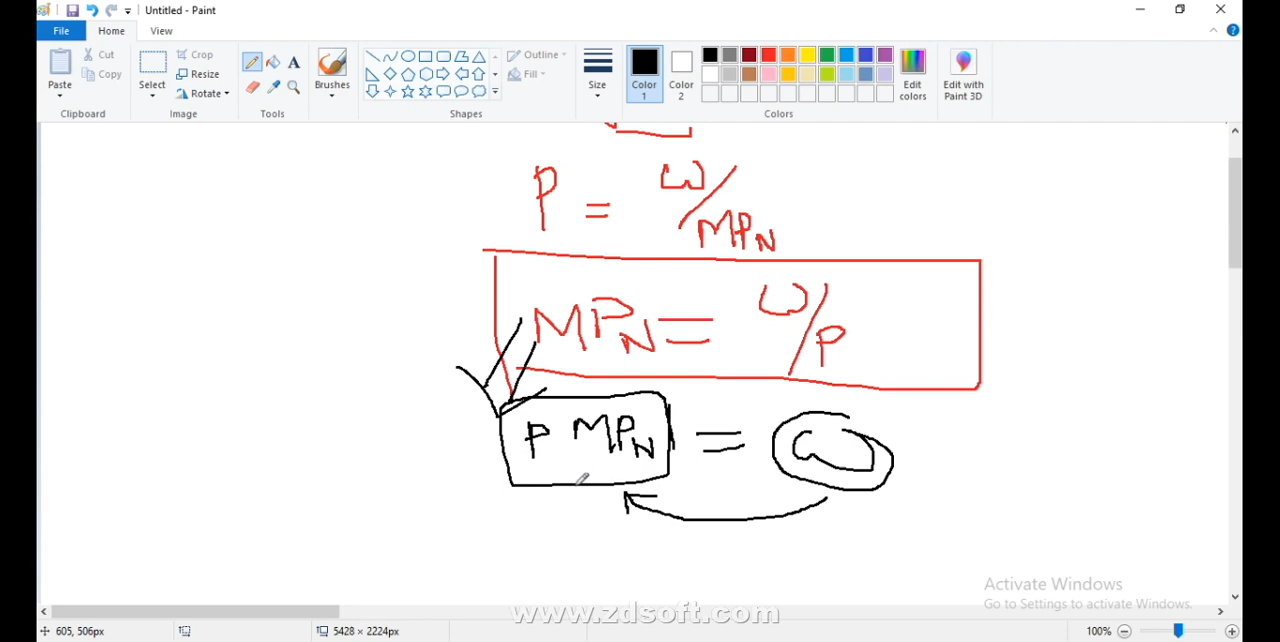 Untitled - Paint
File Home View
Paste Cut Copy Select Crop Resize Rotate Brushes Outline Fill Size Color 1 Color 2 Edit colors Edit with Paint 3D
Clipboard Image Tools Shapes Colors
P = W/MPN
MPN = W/P
P MPN =
Activate Windows
Go to Settings to activate Windows.
www.zdsoft.com
605, 506px 5428 × 2224px 100%